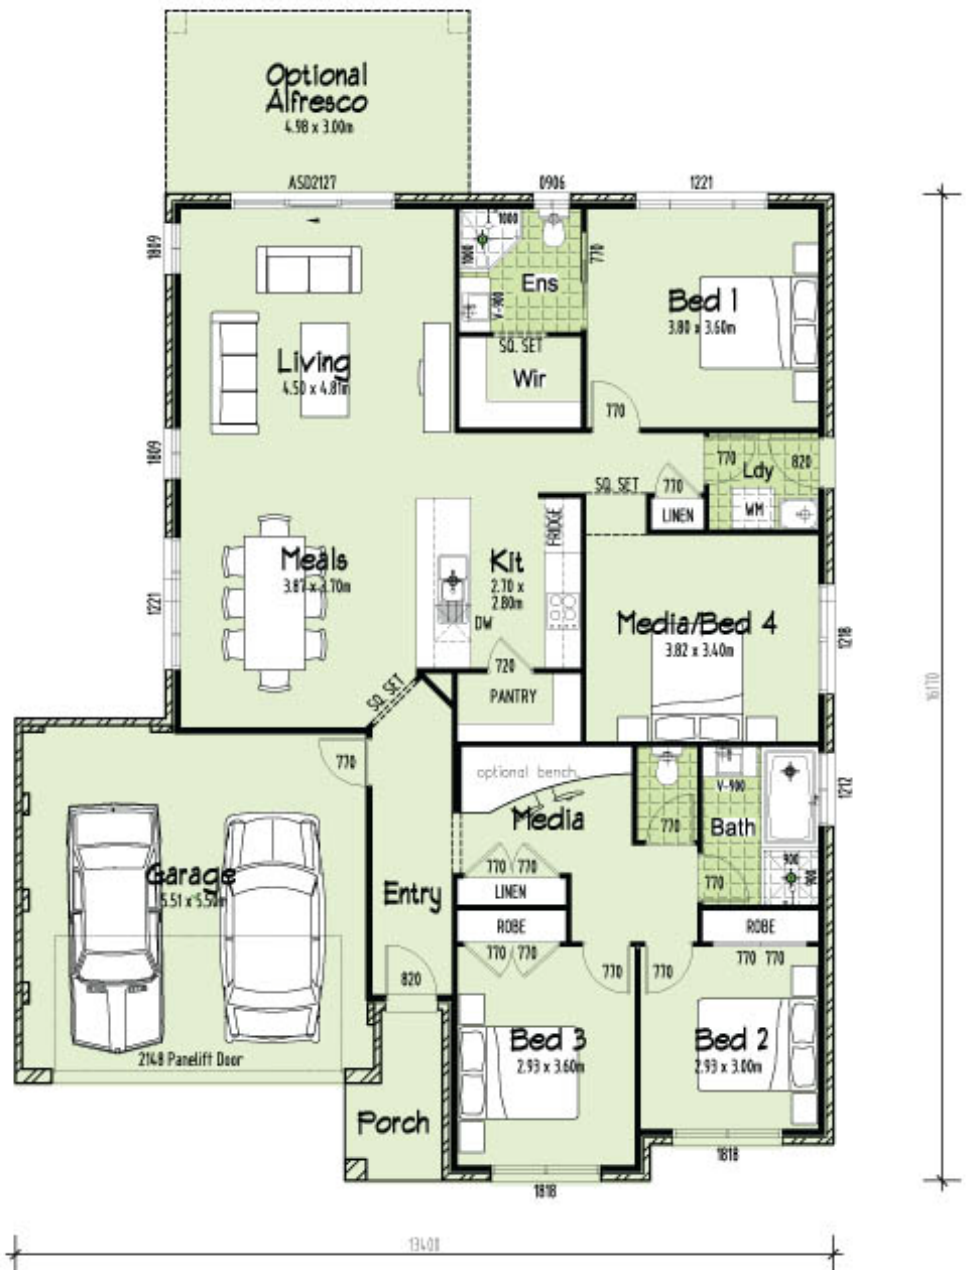 Optional
Alfresco
4.98 x 3.00m
ASD2127
0906
1221
1809
1000
1000
770
Ens
V-900
Bed 1
3.80 x 3.60m
Living
4.50 x 4.81m
SQ. SET
Wir
770
1809
770
Ldy
820
SQ. SET
770
LINEN
WM
FRIDGE
Meals
3.87 x 3.70m
Kit
2.70 x
2.80m
DW
1221
Media/Bed 4
3.82 x 3.40m
1218
720
PANTRY
SQ. SET
16170
770
optional bench
V-900
1212
Media
770
Bath
770 770
LINEN
770
900
900
Garage
5.51 x
Entry
ROBE
ROBE
770 770
770
770
770 770
820
Bed 3
2.93 x 3.60m
Bed 2
2.93 x 3.00m
2148 Panelift Door
Porch
1818
1818
13400